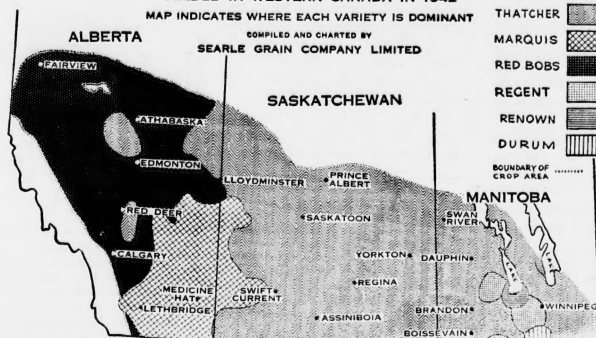 MAP INDICATES WHERE EACH VARIETY IS DOMINANT
COMPILED AND CHARTED BY
SEARLE GRAIN COMPANY LIMITED
THATCHER
MARQUIS
RED BOBS
REGENT
RENOWN
DURUM
BOUNDARY OF
CROP AREA
ALBERTA
SASKATCHEWAN
MANITOBA
FAIRVIEW
ATHABASKA
EDMONTON
LLOYDMINSTER
PRINCE
ALBERT
RED DEER
SASKATOON
SWAN
RIVER
CALGARY
YORKTON
DAUPHIN
MEDICINE
HAT
SWIFT
CURRENT
REGINA
LETHBRIDGE
ASSINIBOIA
BRANDON
WINNIPEG
BOISSEVAIN